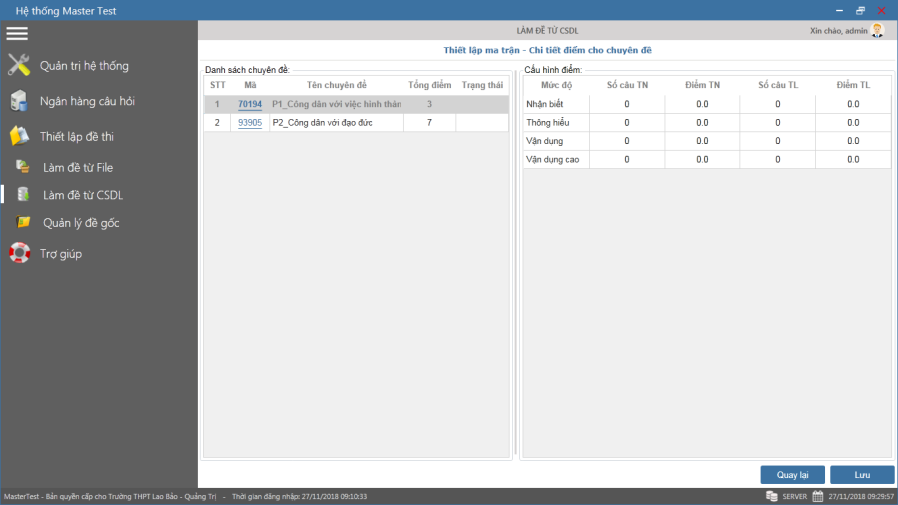 Hệ thống Master Test
LÀM ĐỀ TỪ CSDL
Xin chào, admin
Quản trị hệ thống
Ngân hàng câu hỏi
Thiết lập đề thi
Làm đề từ File
Làm đề từ CSDL
Quản lý đề gốc
Trợ giúp
Thiết lập ma trận - Chi tiết điểm cho chuyên đề
Danh sách chuyên đề:
STT Mã Tên chuyên đề Tổng điểm Trạng thái
1 70194 P1_Công dân với việc hình thàn 3
2 93905 P2_Công dân với đạo đức 7
Cấu hình điểm:
Mức độ Số câu TN Điểm TN Số câu TL Điểm TL
Nhận biết 0 0.0 0 0.0
Thông hiểu 0 0.0 0 0.0
Vận dụng 0 0.0 0 0.0
Vận dụng cao 0 0.0 0 0.0
Quay lại Lưu
MasterTest - Bản quyền cấp cho Trường THPT Lao Bảo - Quảng Trị - Thời gian đăng nhập: 27/11/2018 09:10:33
SERVER 27/11/2018 09:29:57